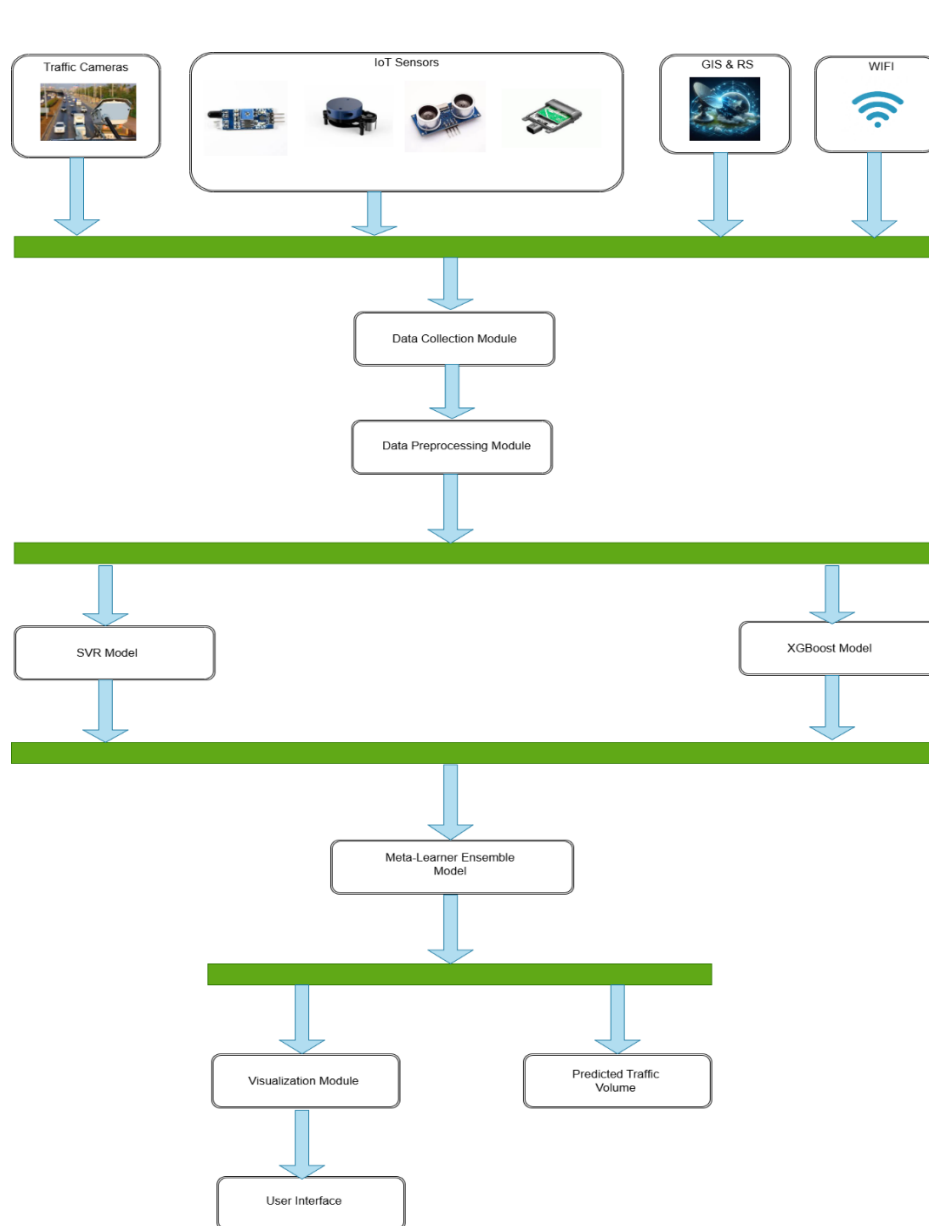 Traffic Cameras
IoT Sensors
GIS & RS
WIFI
Data Collection Module
Data Preprocessing Module
SVR Model
XGBoost Model
Meta-Learner Ensemble
Model
Visualization Module
Predicted Traffic
Volume
User Interface